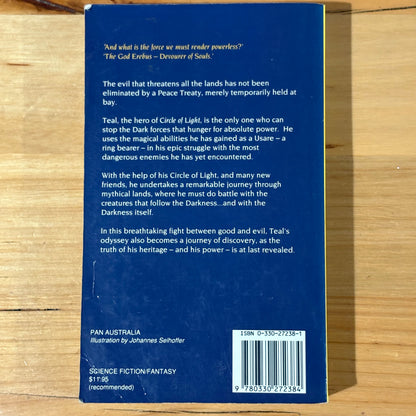 'And what is the force we must render powerless?'
'The God Erebus – Devourer of Souls.'
The evil that threatens all the lands has not been
eliminated by a Peace Treaty, merely temporarily held at
bay.
Teal, the hero of Circle of Light, is the only one who can
stop the Dark forces that hunger for absolute power. He
uses the magical abilities he has gained as a Usare – a
ring bearer – in his epic struggle with the most
dangerous enemies he has yet encountered.
With the help of his Circle of Light, and many new
friends, he undertakes a remarkable journey through
mythical lands, where he must do battle with the
creatures that follow the Darkness...and with the
Darkness itself.
In this breathtaking fight between good and evil, Teal's
odyssey also becomes a journey of discovery, as the
truth of his heritage – and his power – is at last revealed.
PAN AUSTRALIA
Illustration by Johannes Selhoffer
SCIENCE FICTION/FANTASY
$11.95
(recommended)
ISBN 0-330-27238-1
9 780330 272384